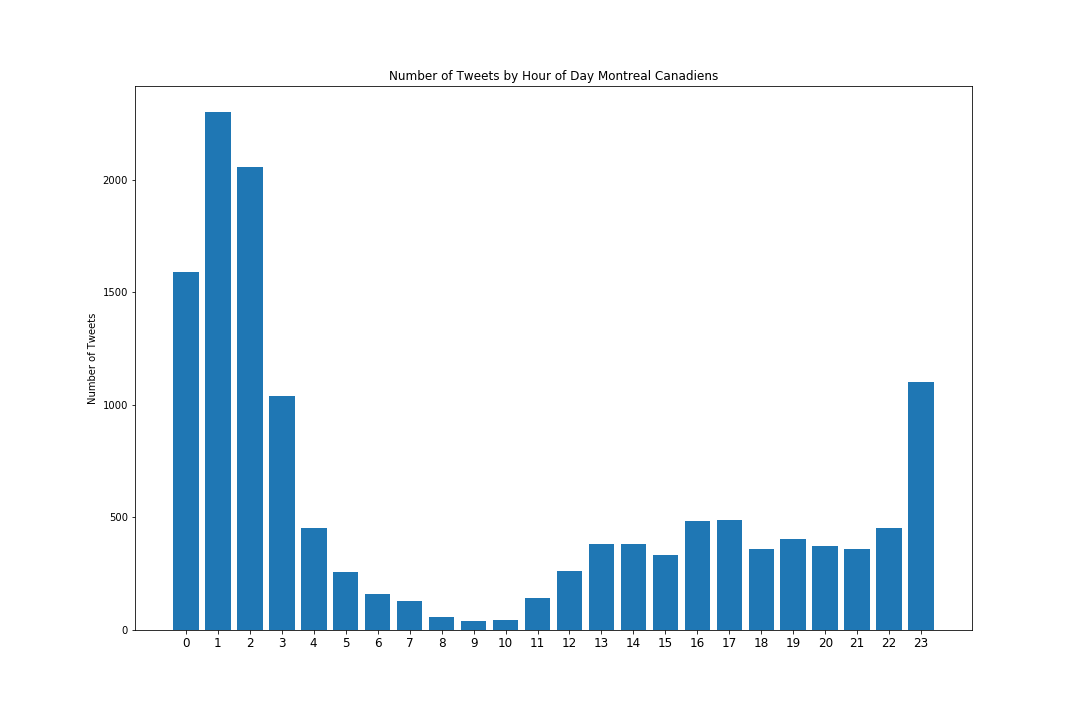 Number of Tweets by Hour of Day Montreal Canadiens
2000
1500
1000
500
0
Number of Tweets
0 1 2 3 4 5 6 7 8 9 10 11 12 13 14 15 16 17 18 19 20 21 22 23